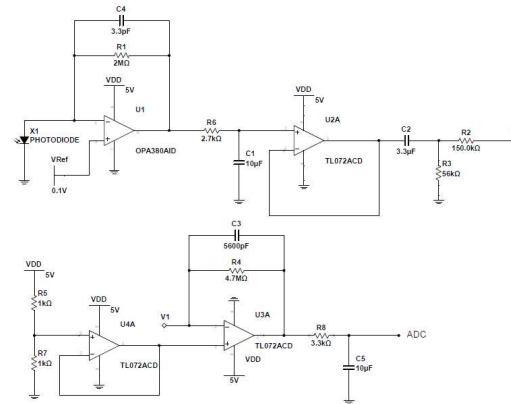 C4
3.3pF
R1
2MΩ
VDD
5V
U1
X1
PHOTODIODE
VRef
0.1V
OPA380AID
R6
2.7kΩ
C1
10µF
VDD
5V
U2A
TL072ACD
C2
3.3µF
R2
150.0kΩ
R3
56kΩ
C3
5600pF
R4
4.7MΩ
VDD
5V
R5
1kΩ
R7
1kΩ
VDD
5V
U4A
TL072ACD
V1
U3A
TL072ACD
VDD
5V
R8
3.3kΩ
C5
10µF
ADC